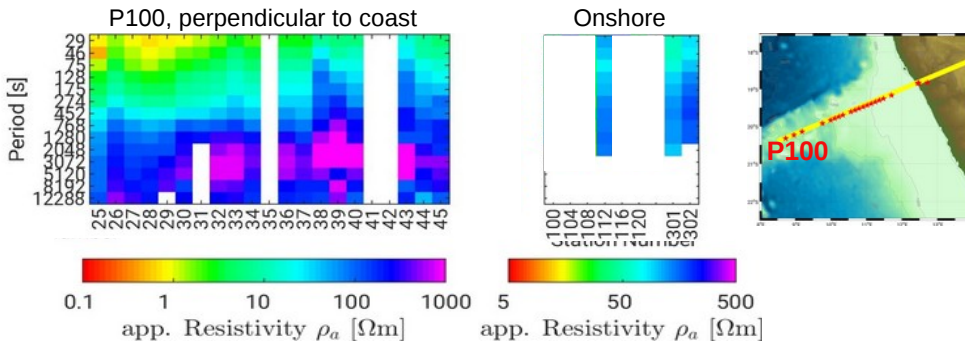 P100, perpendicular to coast
Period [s]
29
46
75
128
175
274
452
1288
2048
3072
5120
8192
12288
25 26 27 28 29 30 31 32 33 34 35 36 37 38 39 40 41 42 43 44 45
0.1 1 10 100 1000
app. Resistivity ρa [Ωm]
Onshore
100 104 108 112 116 120 301 302
5 50 500
app. Resistivity ρa [Ωm]
P100